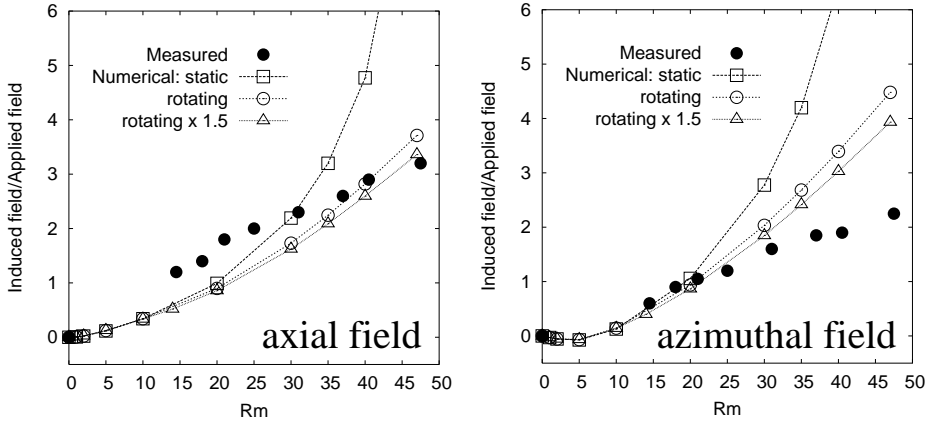 6
5
4
3
2
1
0
0 5 10 15 20 25 30 35 40 45 50
Induced field/Applied field
Rm
Measured
Numerical: static
rotating
rotating x 1.5
axial field
6
5
4
3
2
1
0
0 5 10 15 20 25 30 35 40 45 50
Induced field/Applied field
Rm
Measured
Numerical: static
rotating
rotating x 1.5
azimuthal field